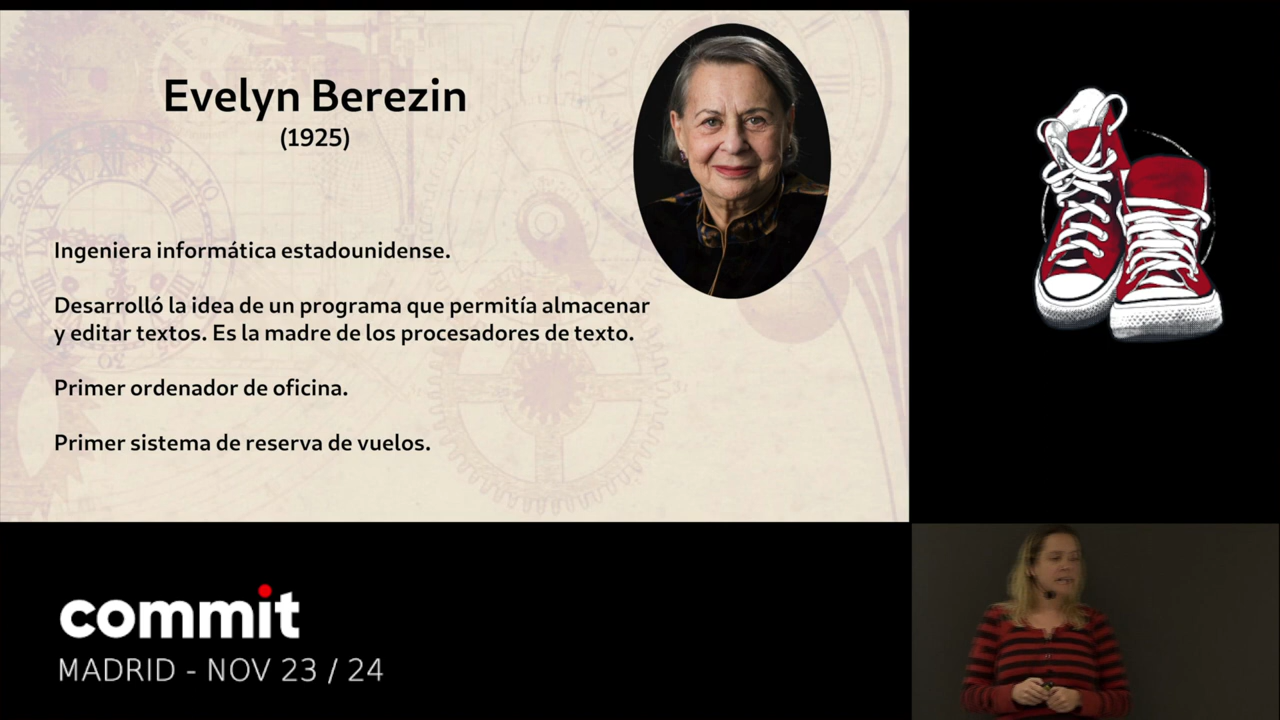 Evelyn Berezin
(1925)
Ingeniera informática estadounidense.
Desarrolló la idea de un programa que permitía almacenar
y editar textos. Es la madre de los procesadores de texto.
Primer ordenador de oficina.
Primer sistema de reserva de vuelos.
commit
MADRID - NOV 23 / 24